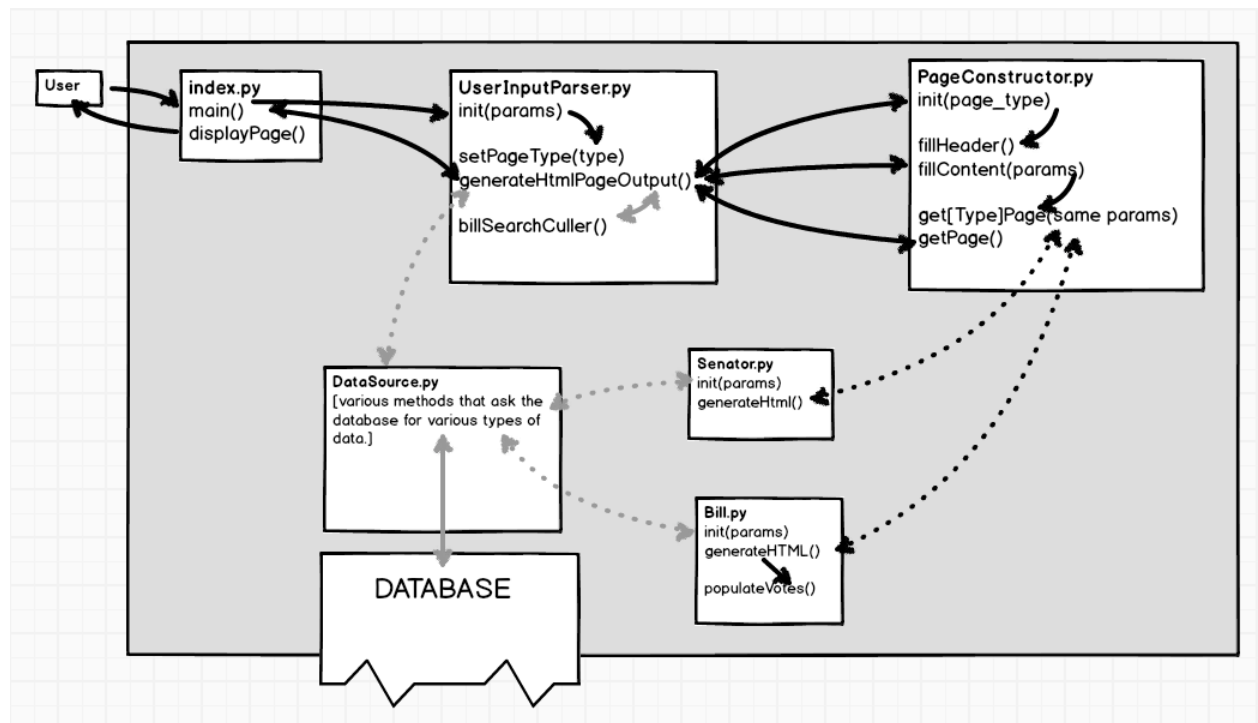 User
index.py
main()
displayPage()
UserInputParser.py
init(params)
setPageType(type)
generateHtmlPageOutput()
billSearchCuller()
PageConstructor.py
init(page_type)
fillHeader()
fillContent(params)
get[Type]Page(same params)
getPage()
DataSource.py
[various methods that ask the
database for various types of
data.]
Senator.py
init(params)
generateHtml()
Bill.py
init(params)
generateHTML()
populateVotes()
DATABASE